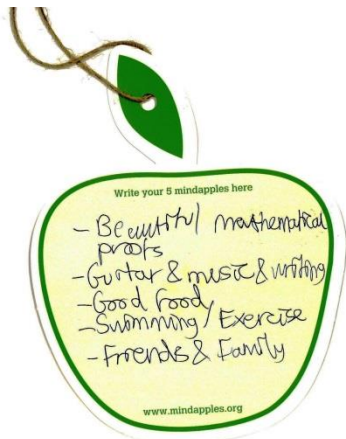 Write your 5 mindapples here
- Beautiful mathematical
proofs
- Guitar & music & writing
- Good food
- Swimming / Exercise
- Friends & Family
www.mindapples.org